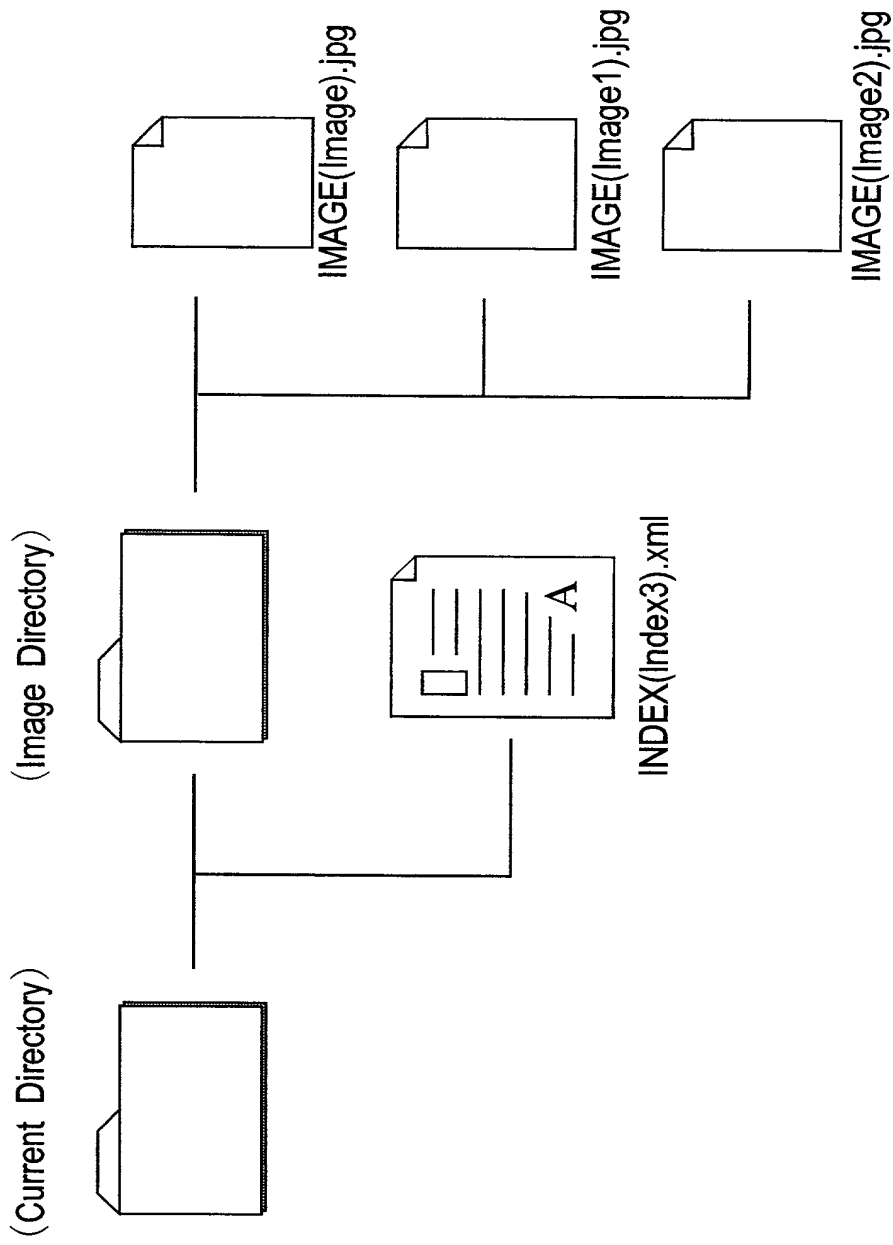 (Current Directory)
(Image Directory)
IMAGE(Image).jpg
INDEX(Index3).xml
A
IMAGE(Image1).jpg
IMAGE(Image2).jpg